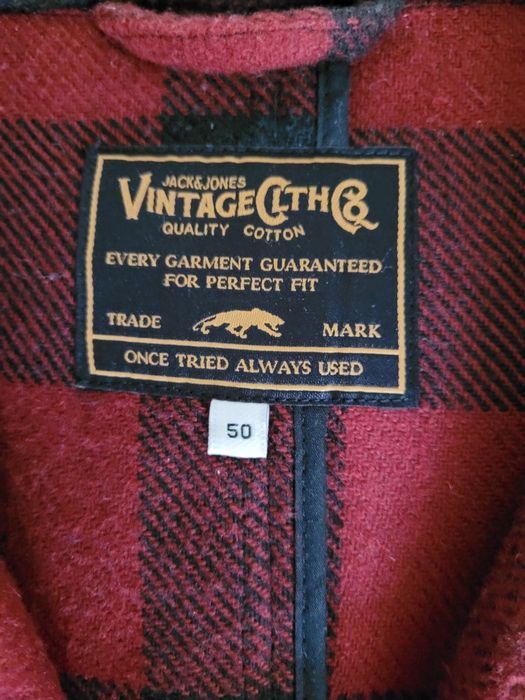 JACK&JONES
VINTAGE CLTH Co
QUALITY COTTON
EVERY GARMENT GUARANTEED
FOR PERFECT FIT
TRADE MARK
ONCE TRIED ALWAYS USED
50